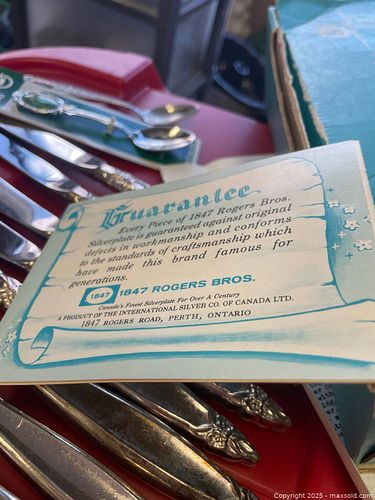 Guarantee
Every Piece of 1847 Rogers Bros.
Silverplate is guaranteed against original
defects in workmanship and conforms
to the standards of craftsmanship which
have made this brand famous for
generations.
1847 1847 ROGERS BROS.
Canada's Finest Silverplate For Over A Century
A PRODUCT OF THE INTERNATIONAL SILVER CO. OF CANADA LTD.
1847 ROGERS ROAD, PERTH, ONTARIO
Copyright 2025 - maxsold.com